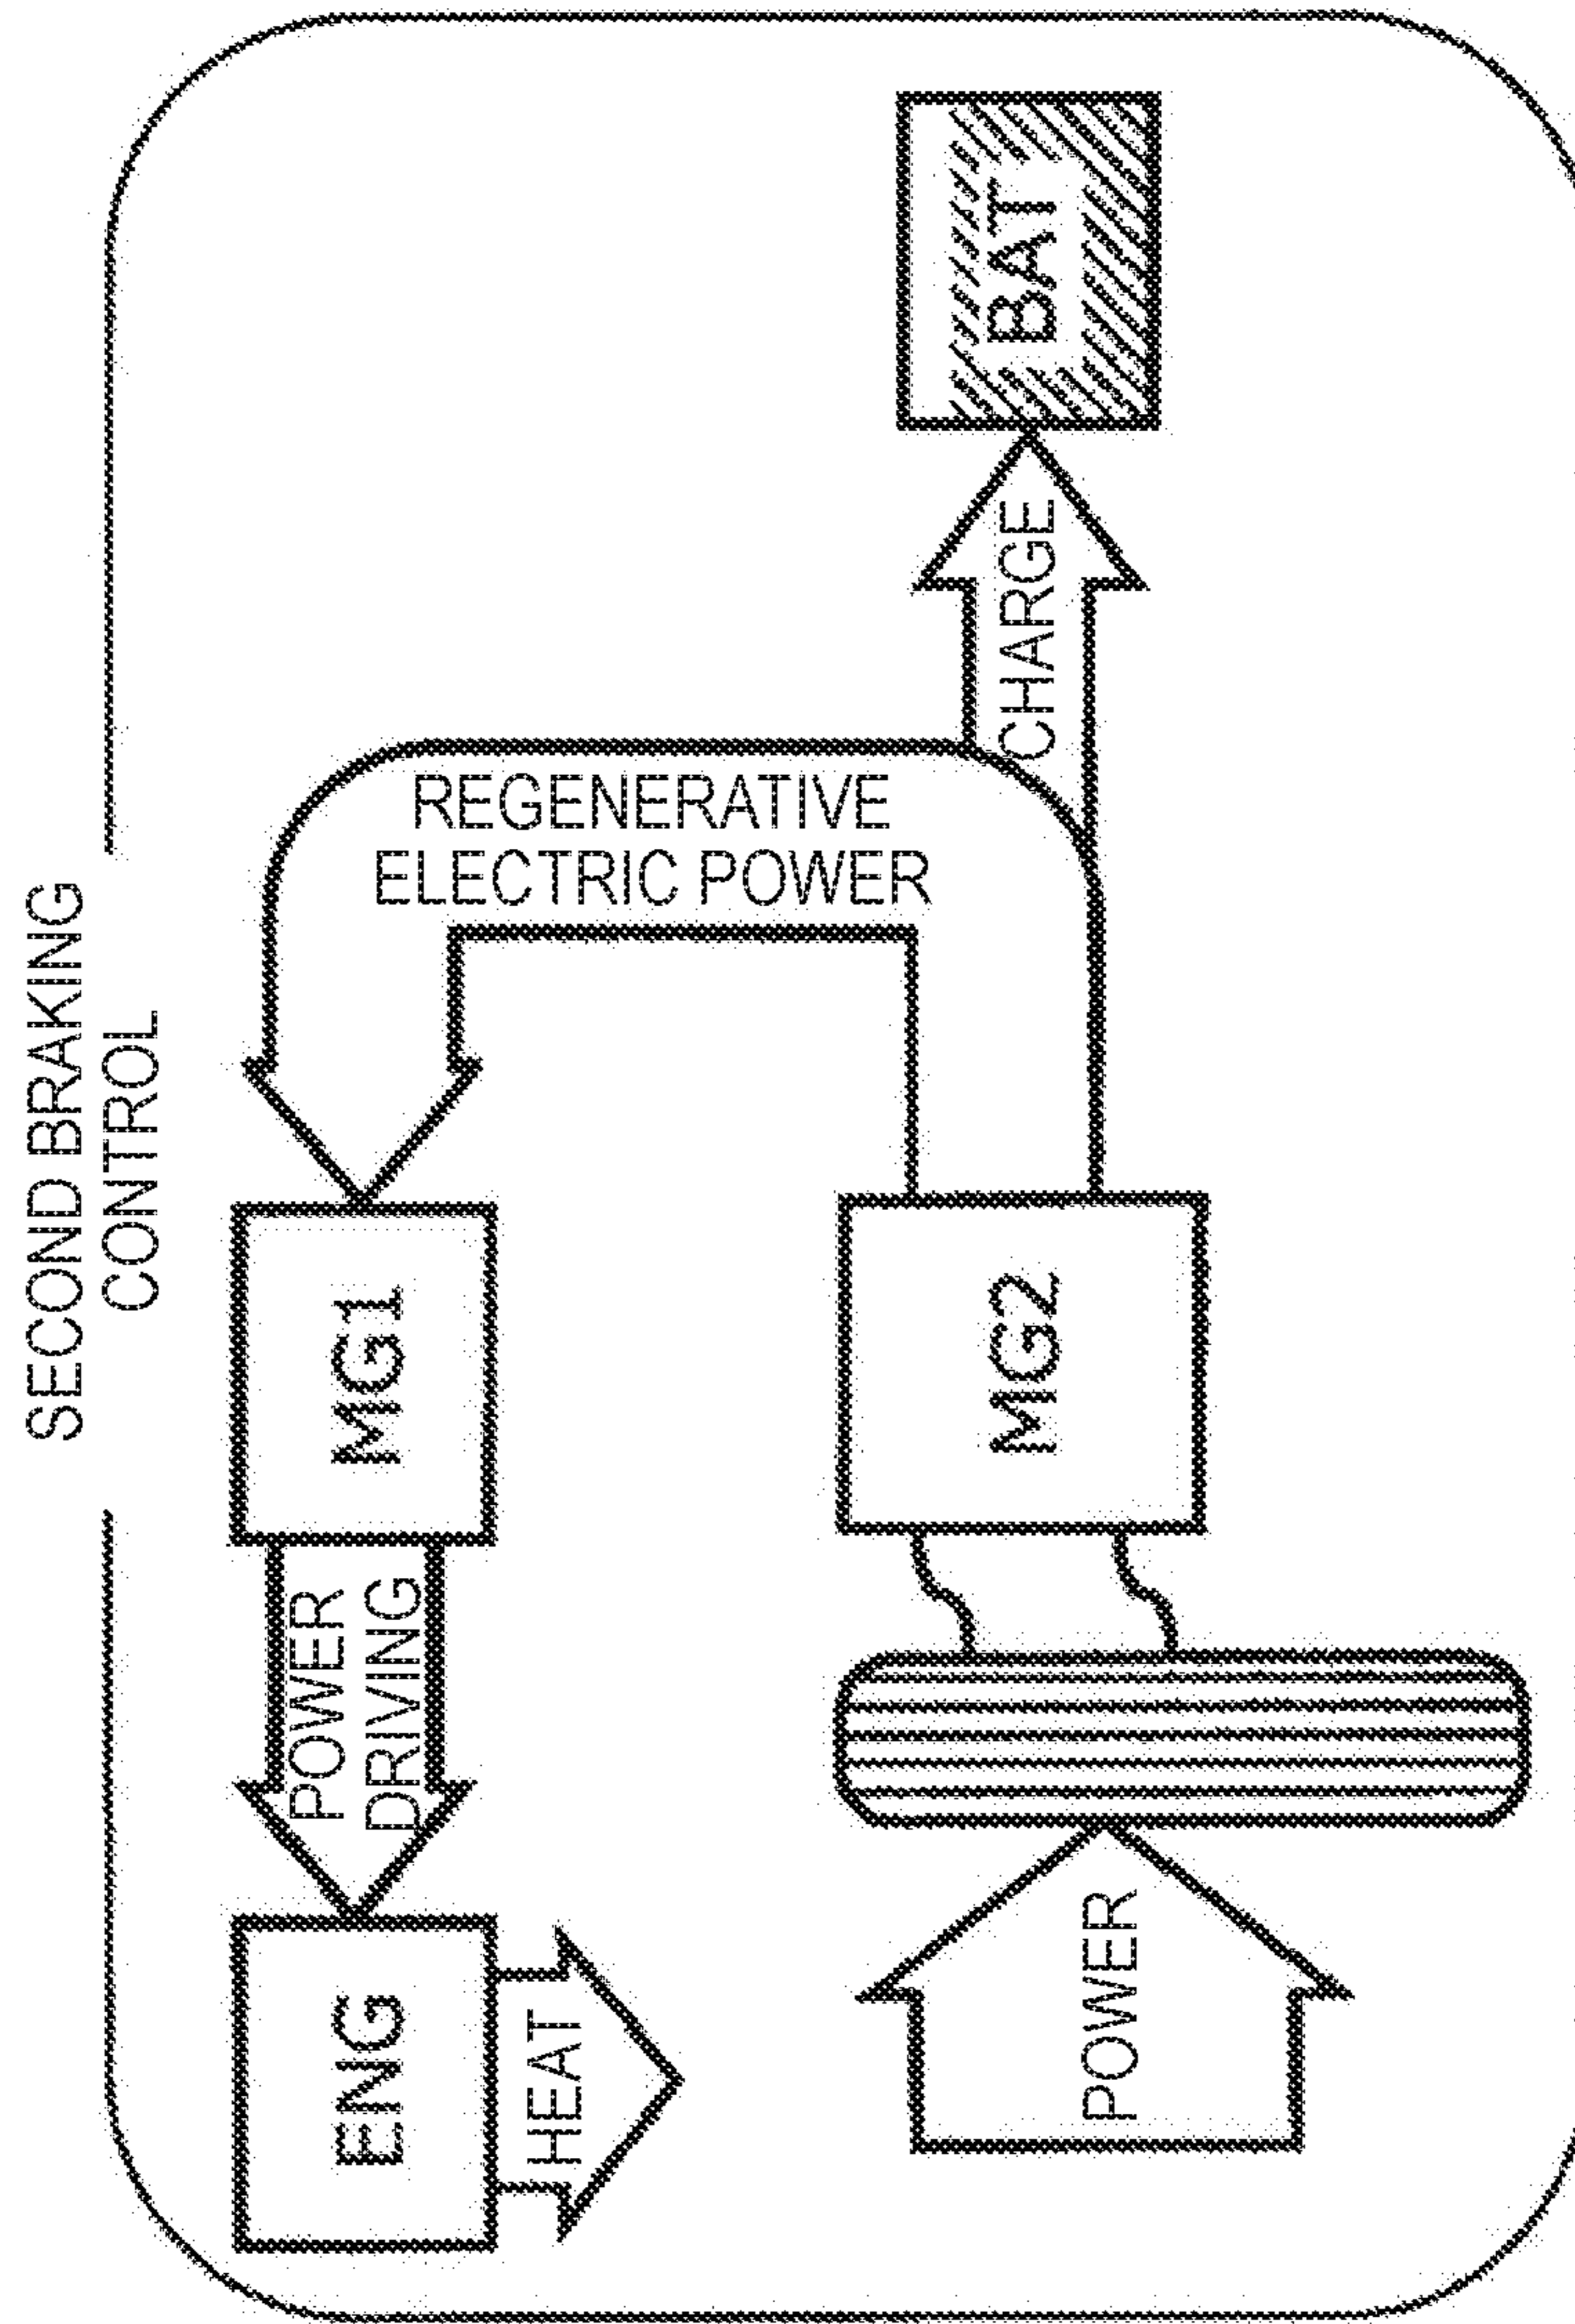 SECOND BRAKING
CONTROL
ENG
POWER
DRIVING
MG1
HEAT
REGENERATIVE
ELECTRIC POWER
POWER
MG2
CHARGE
BAT